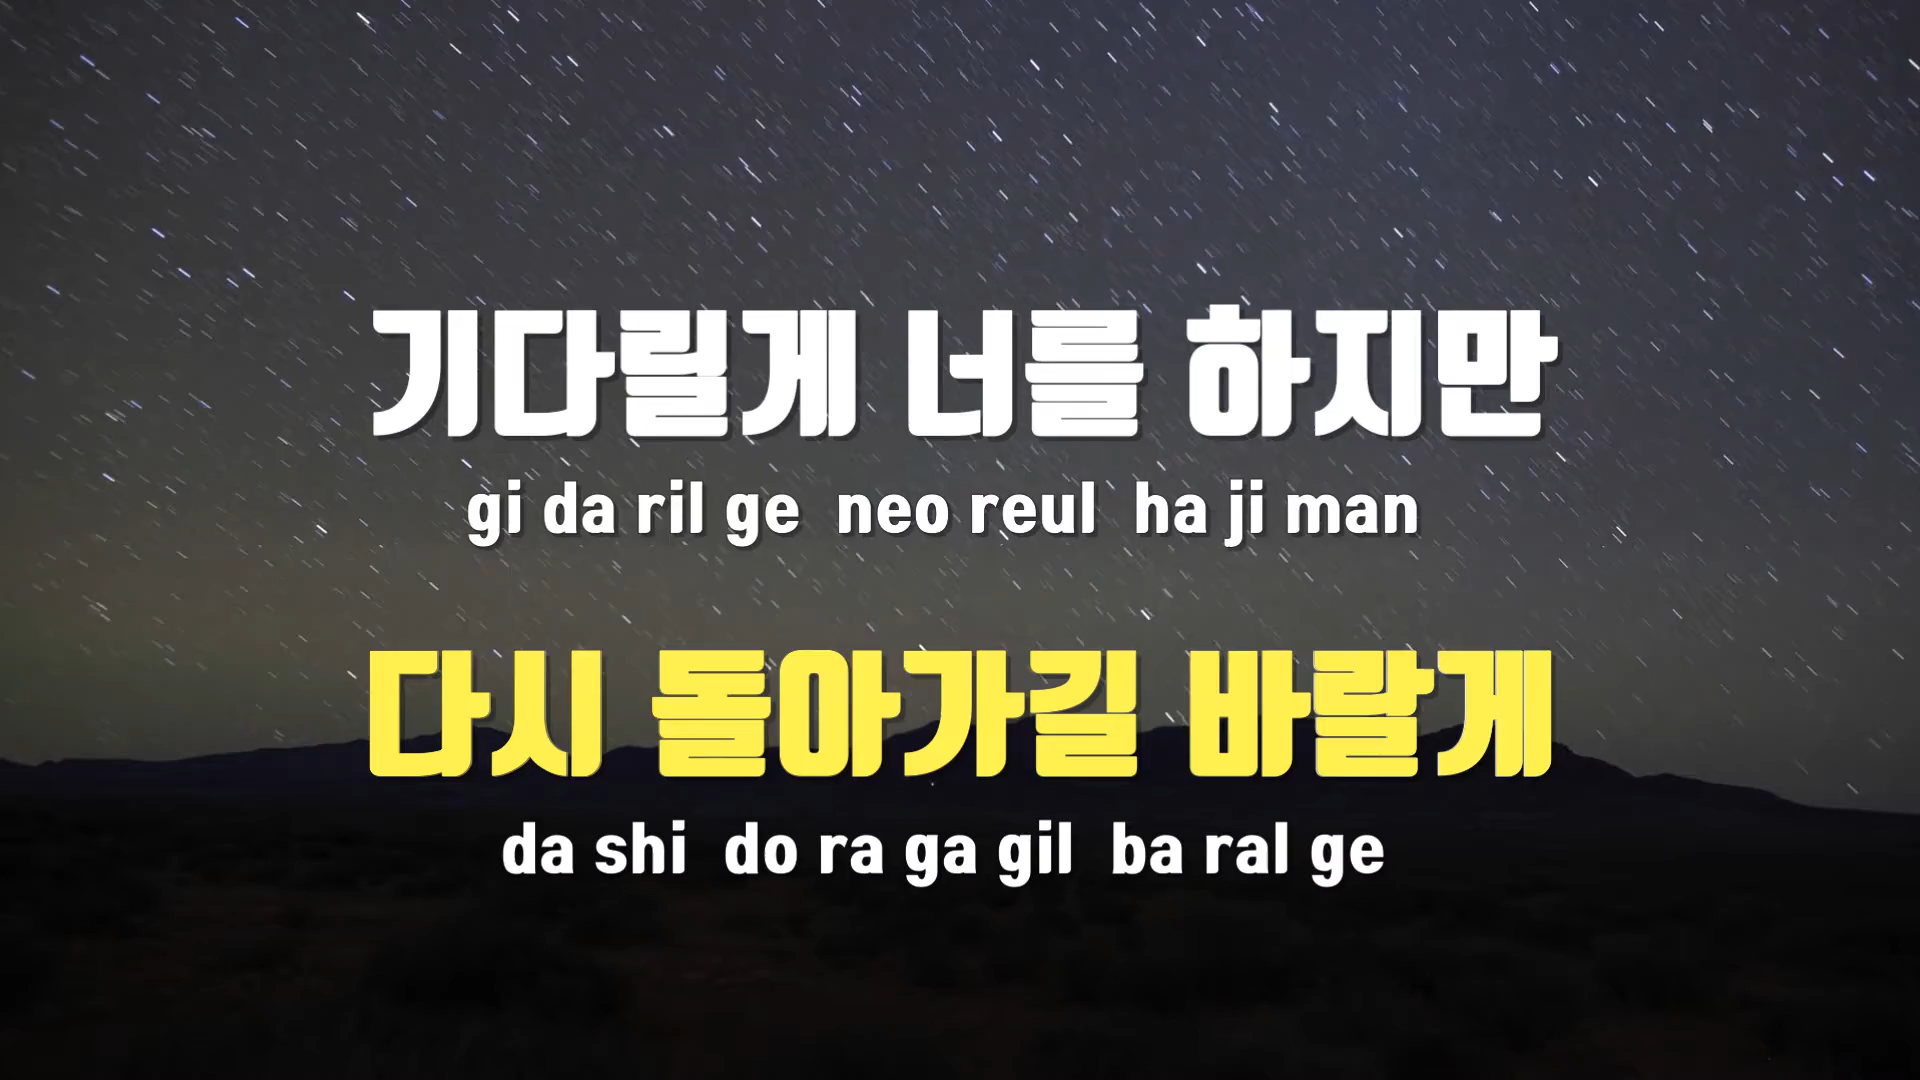 기다릴게 너를 하지만
gi da ril ge neo reul ha ji man
다시 돌아가길 바랄게
da shi do ra ga gil ba ral ge